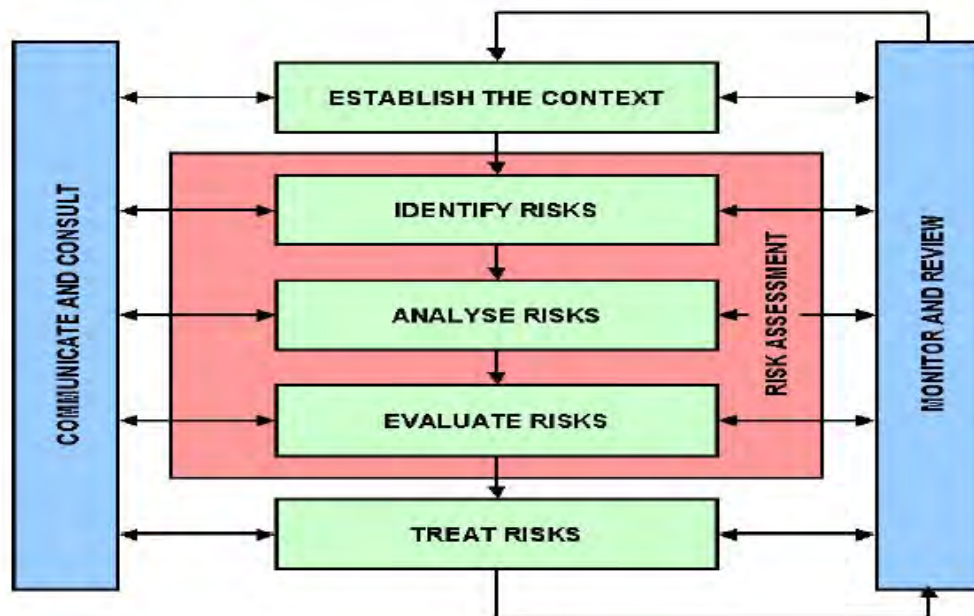 ESTABLISH THE CONTEXT
COMMUNICATE AND CONSULT
IDENTIFY RISKS
ANALYSE RISKS
EVALUATE RISKS
RISK ASSESSMENT
MONITOR AND REVIEW
TREAT RISKS